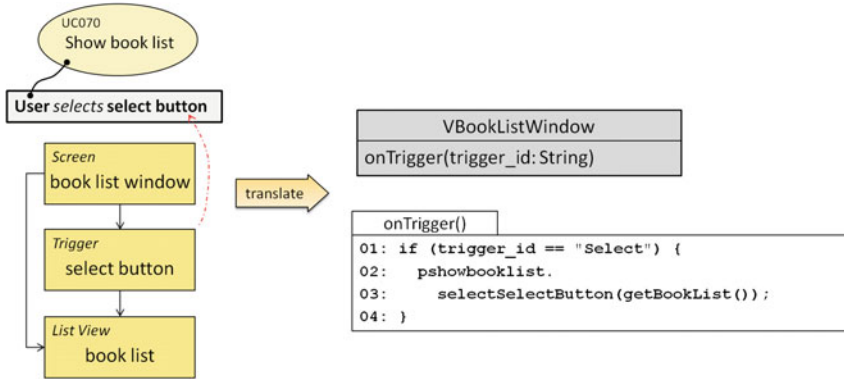 UC070
Show book list
User selects select button
Screen
book list window
Trigger
select button
List View
book list
translate
VBookListWindow
onTrigger(trigger_id: String)
onTrigger()
01: if (trigger_id == "Select") {
02: pshowbooklist.
03: selectSelectButton(getBookList());
04: }